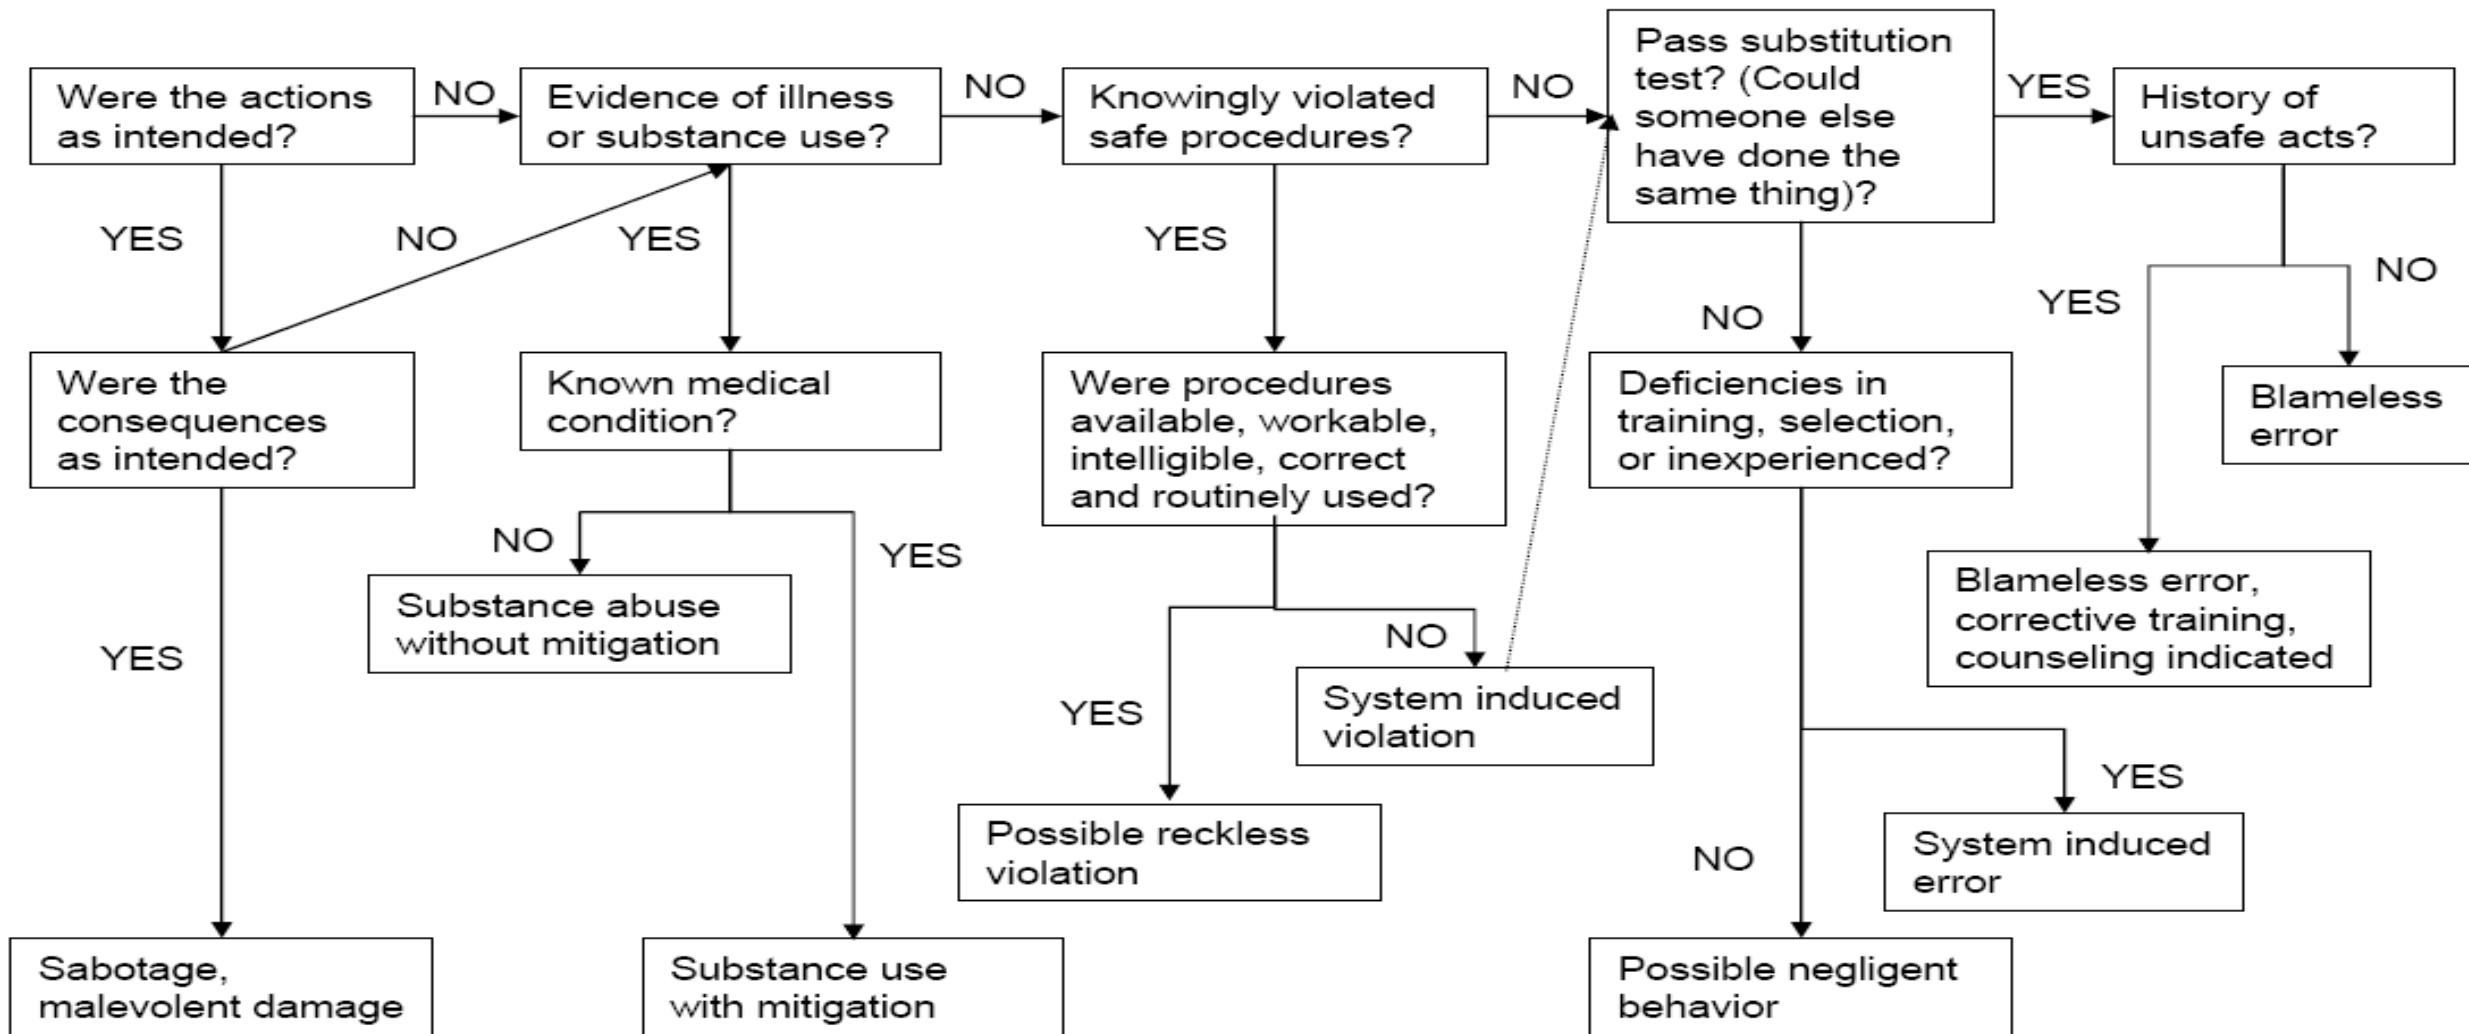 Were the actions
as intended?
NO
Evidence of illness
or substance use?
NO
Knowingly violated
safe procedures?
NO
Pass substitution
test? (Could
someone else
have done the
same thing)?
YES
History of
unsafe acts?
YES
NO
YES
YES
NO
YES
NO
Were the
consequences
as intended?
Known medical
condition?
Were procedures
available, workable,
intelligible, correct
and routinely used?
Deficiencies in
training, selection,
or inexperienced?
Blameless
error
NO
YES
Substance abuse
without mitigation
YES
YES
NO
System induced
violation
Blameless error,
corrective training,
counseling indicated
Possible reckless
violation
NO
YES
System induced
error
Sabotage,
malevolent damage
Substance use
with mitigation
Possible negligent
behavior